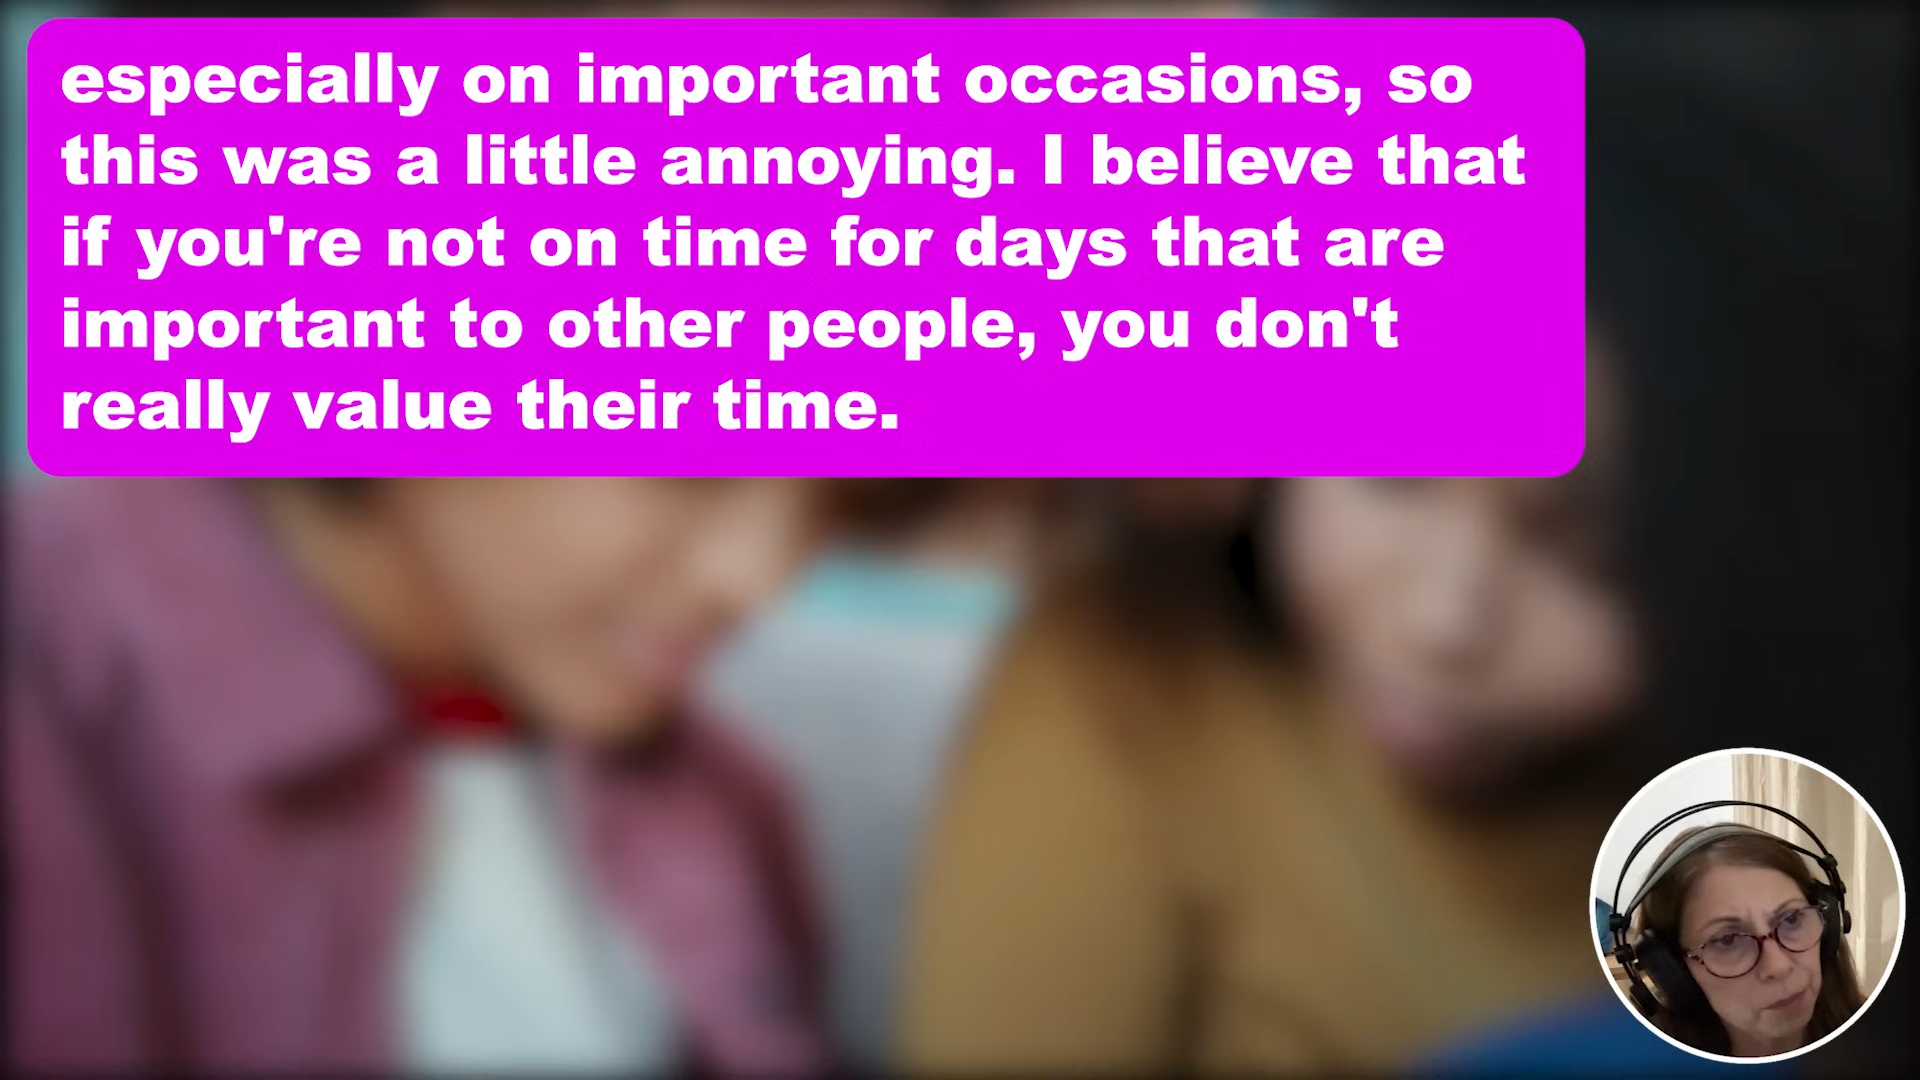 especially on important occasions, so
this was a little annoying. I believe that
if you're not on time for days that are
important to other people, you don't
really value their time.